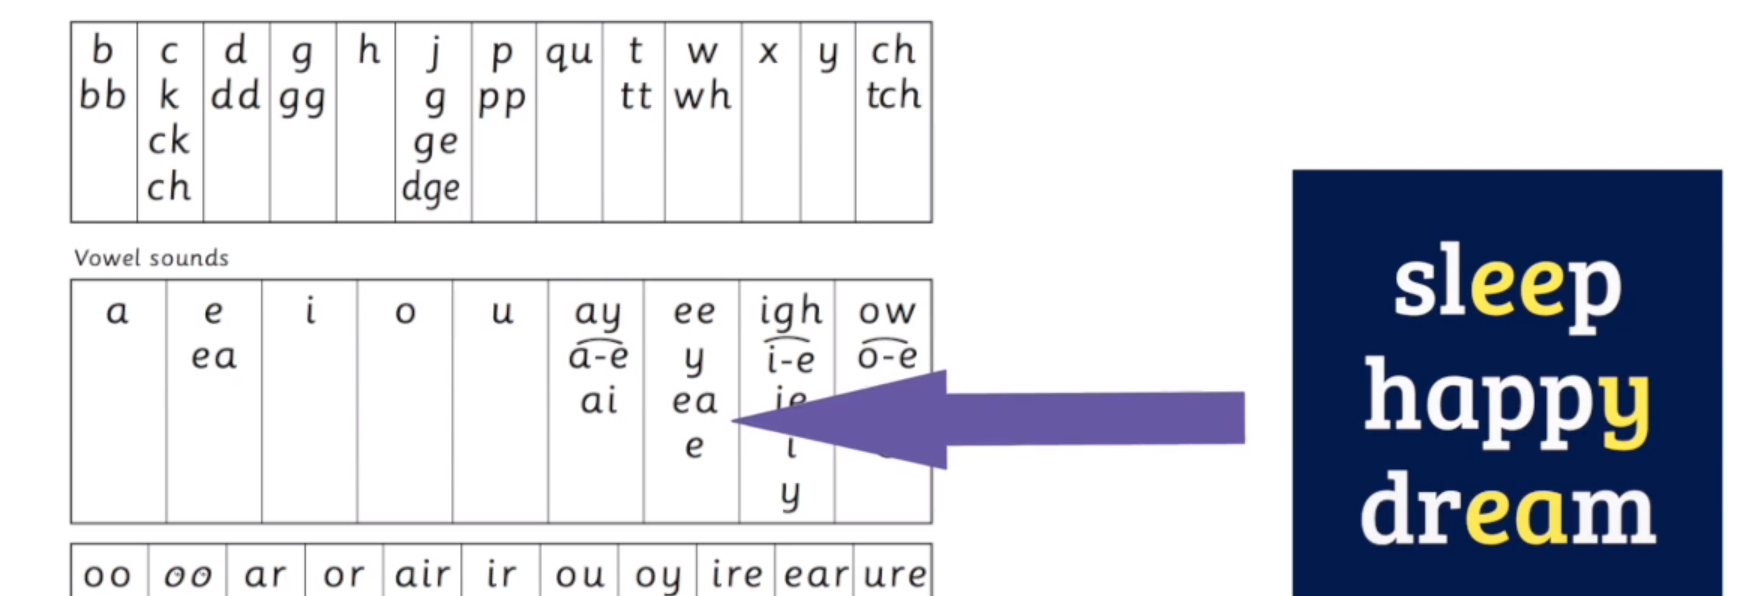 b c d g h j p qu t w x y ch
bb k dd gg g pp tt wh tch
ck ge
ch dge
Vowel sounds
a e i o u ay ee igh ow
ea a-e y i-e o-e
ai ea ie
e i
y
oo oo ar or air ir ou oy ire ear ure
sleep
happy
dream